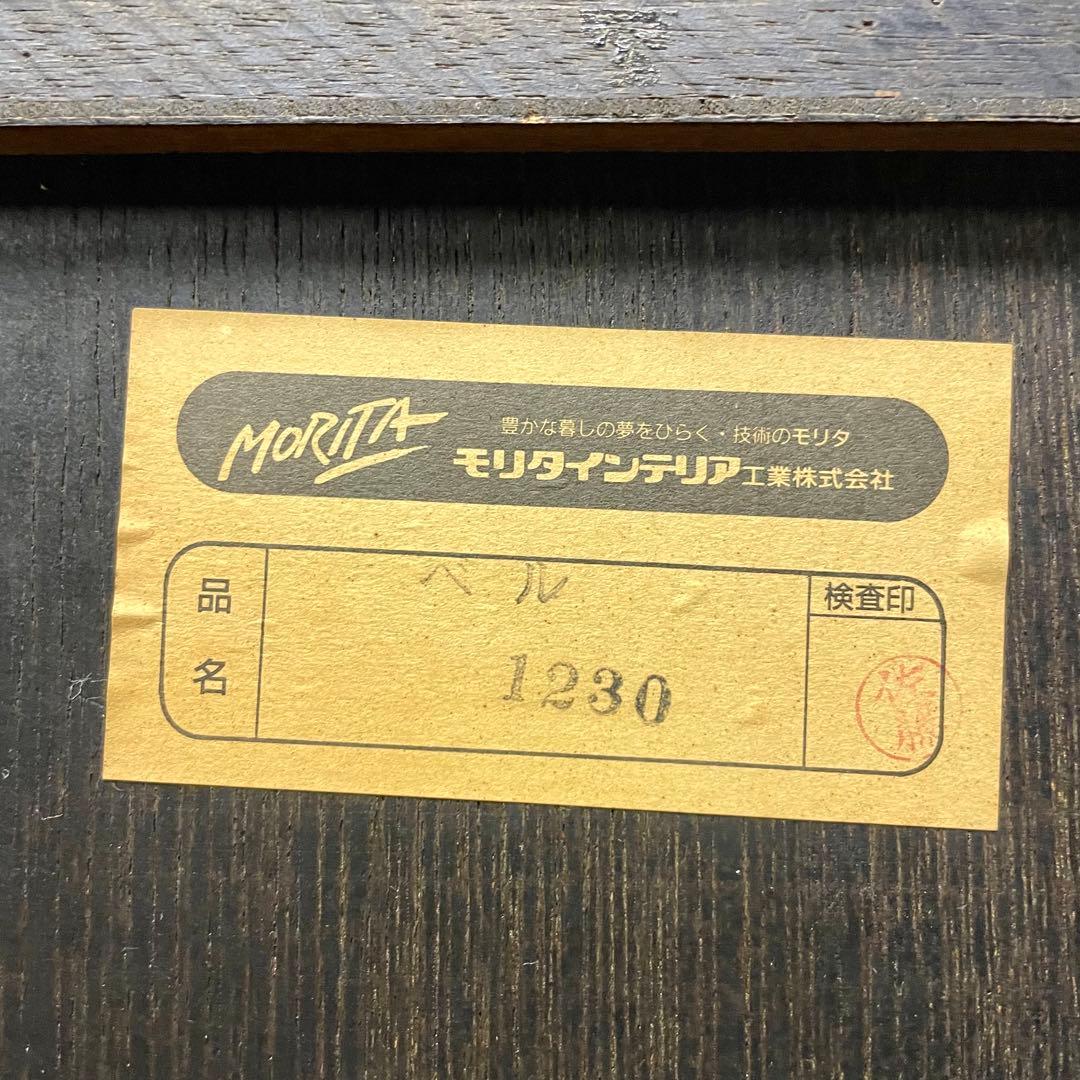 MORITA
豊かな暮しの夢をひらく・技術のモリタ
モリタインテリア工業株式会社
品名
ベル
1230
検査印